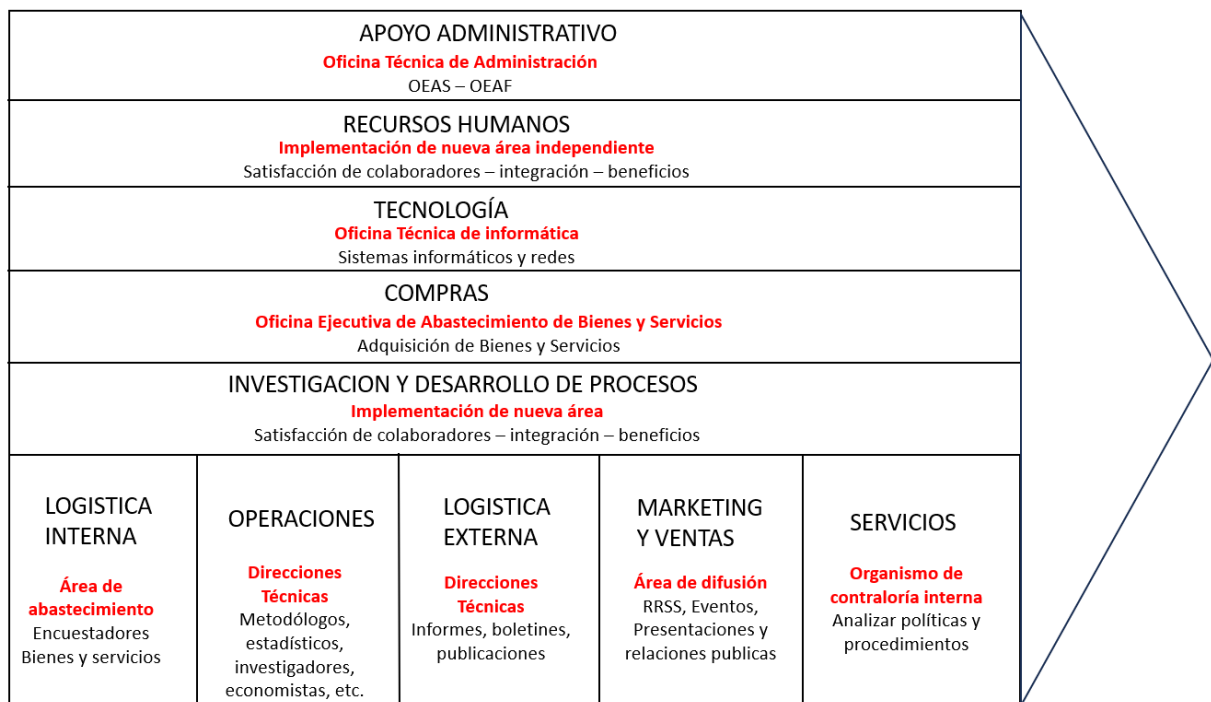 APOYO ADMINISTRATIVO
Oficina Técnica de Administración
OEAS – OEAF
RECURSOS HUMANOS
Implementación de nueva área independiente
Satisfacción de colaboradores – integración – beneficios
TECNOLOGÍA
Oficina Técnica de informática
Sistemas informáticos y redes
COMPRAS
Oficina Ejecutiva de Abastecimiento de Bienes y Servicios
Adquisición de Bienes y Servicios
INVESTIGACION Y DESARROLLO DE PROCESOS
Implementación de nueva área
Satisfacción de colaboradores – integración – beneficios
LOGISTICA
INTERNA
Área de
abastecimiento
Encuestadores
Bienes y servicios
OPERACIONES
Direcciones
Técnicas
Metodólogos,
estadísticos,
investigadores,
economistas, etc.
LOGISTICA
EXTERNA
Direcciones
Técnicas
Informes, boletines,
publicaciones
MARKETING
Y VENTAS
Área de difusión
RRSS, Eventos,
Presentaciones y
relaciones publicas
SERVICIOS
Organismo de
contraloría interna
Analizar políticas y
procedimientos